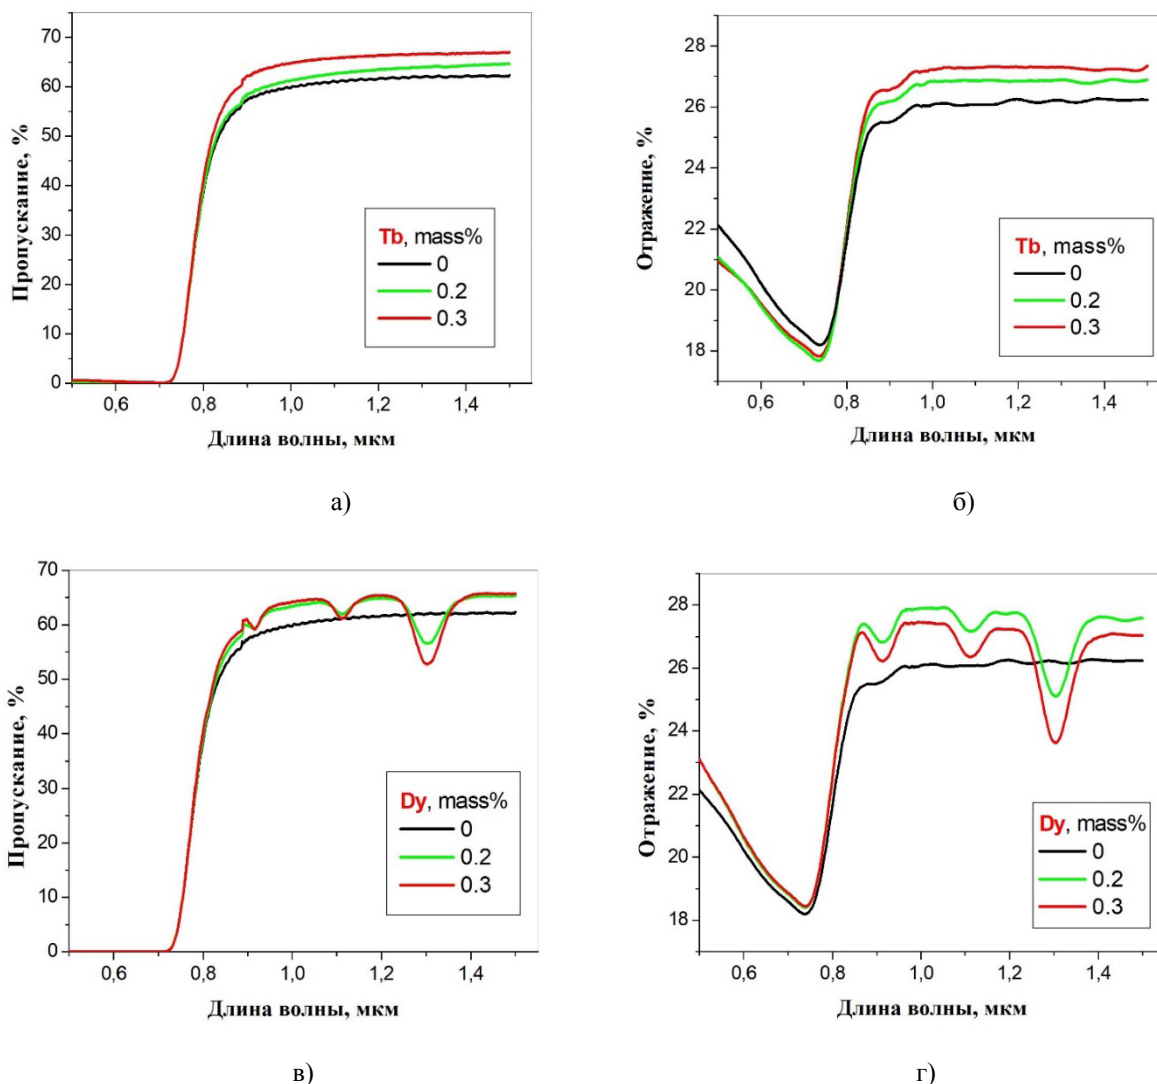 Пропускание, %
70
60
50
40
30
20
10
0
0,6 0,8 1,0 1,2 1,4
Длина волны, мкм
Tb, mass%
0
0.2
0.3
а)
Отражение, %
28
26
24
22
20
18
0,6 0,8 1,0 1,2 1,4
Длина волны, мкм
Tb, mass%
0
0.2
0.3
б)
Пропускание, %
70
60
50
40
30
20
10
0
0,6 0,8 1,0 1,2 1,4
Длина волны, мкм
Dy, mass%
0
0.2
0.3
в)
Отражение, %
28
26
24
22
20
18
0,6 0,8 1,0 1,2 1,4
Длина волны, мкм
Dy, mass%
0
0.2
0.3
г)